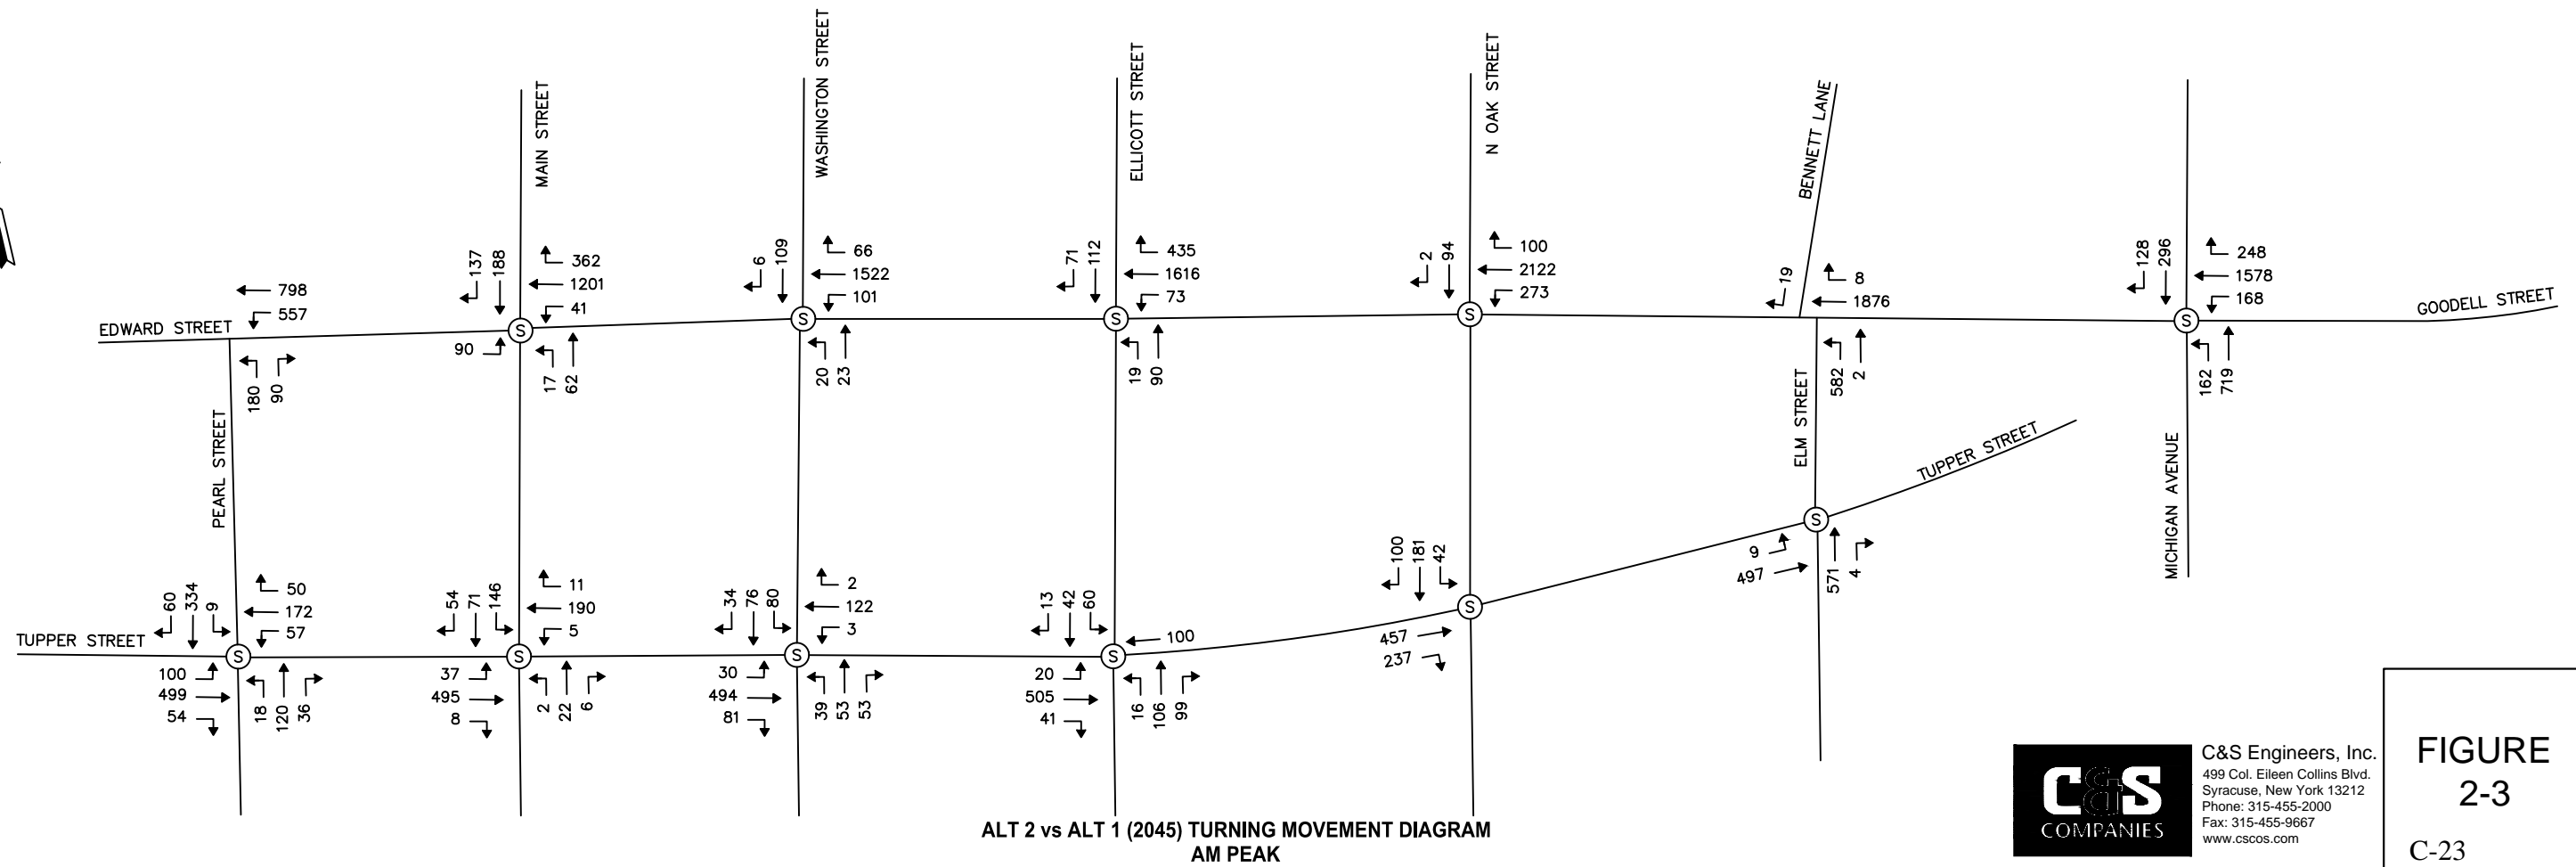 MAIN STREET
WASHINGTON STREET
ELLICOTT STREET
N OAK STREET
BENNETT LANE
EDWARD STREET
798
557
180
90
PEARL STREET
137
188
362
1201
41
90
17
62
6
109
66
1522
101
20
23
71
112
435
1616
73
19
90
2
94
100
2122
273
19
8
1876
582
2
ELM STREET
128
296
248
1578
168
162
719
GOODELL STREET
MICHIGAN AVENUE
TUPPER STREET
TUPPER STREET
60
334
9
50
172
57
100
499
54
18
120
36
54
71
146
11
190
5
37
495
8
2
22
6
34
76
80
2
122
3
30
494
81
39
53
53
13
42
60
100
20
505
41
16
106
99
100
181
42
457
237
9
497
571
4
S
S
S
S
S
S
S
S
S
S
S
ALT 2 vs ALT 1 (2045) TURNING MOVEMENT DIAGRAM
AM PEAK
C&S
COMPANIES
C&S Engineers, Inc.
499 Col. Eileen Collins Blvd.
Syracuse, New York 13212
Phone: 315-455-2000
Fax: 315-455-9667
www.cscos.com
FIGURE
2-3
C-23